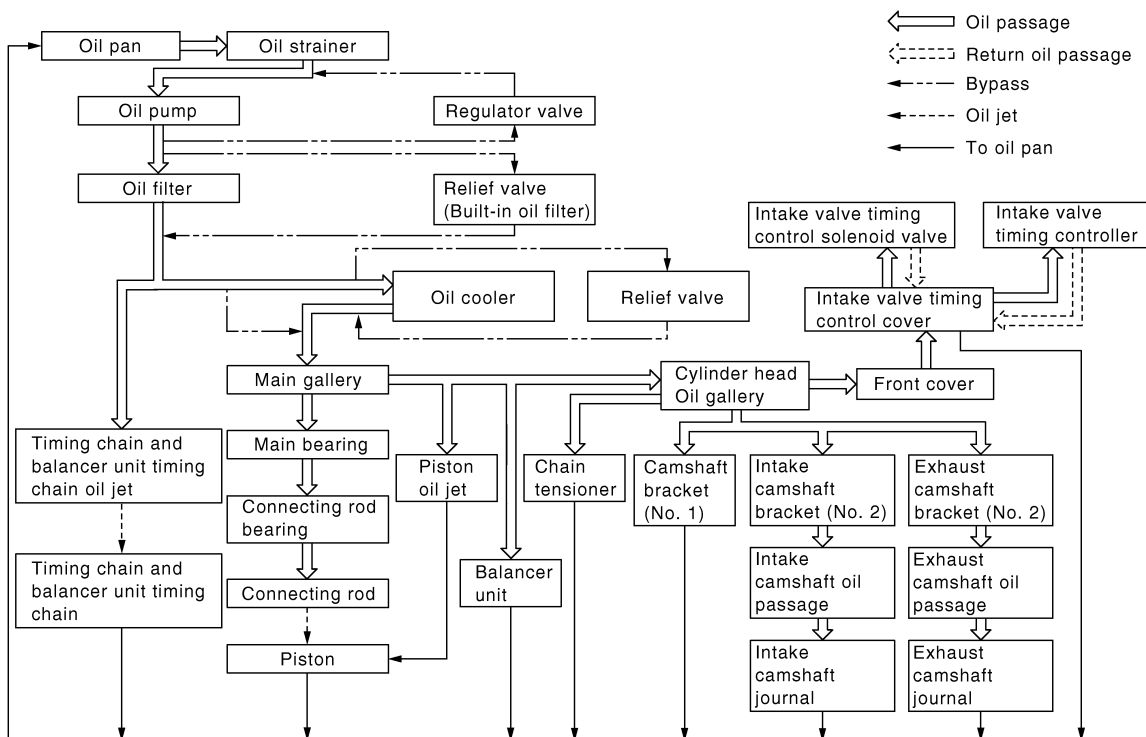 Oil passage
Return oil passage
Bypass
Oil jet
To oil pan
Oil pan
Oil strainer
Oil pump
Regulator valve
Oil filter
Relief valve
(Built-in oil filter)
Intake valve timing
control solenoid valve
Intake valve
timing controller
Oil cooler
Relief valve
Intake valve timing
control cover
Main gallery
Cylinder head
Oil gallery
Front cover
Timing chain and
balancer unit timing
chain oil jet
Main bearing
Piston
oil jet
Chain
tensioner
Camshaft
bracket
(No. 1)
Intake
camshaft
bracket (No. 2)
Exhaust
camshaft
bracket (No. 2)
Connecting rod
bearing
Timing chain and
balancer unit timing
chain
Connecting rod
Balancer
unit
Intake
camshaft oil
passage
Exhaust
camshaft oil
passage
Piston
Intake
camshaft
journal
Exhaust
camshaft
journal